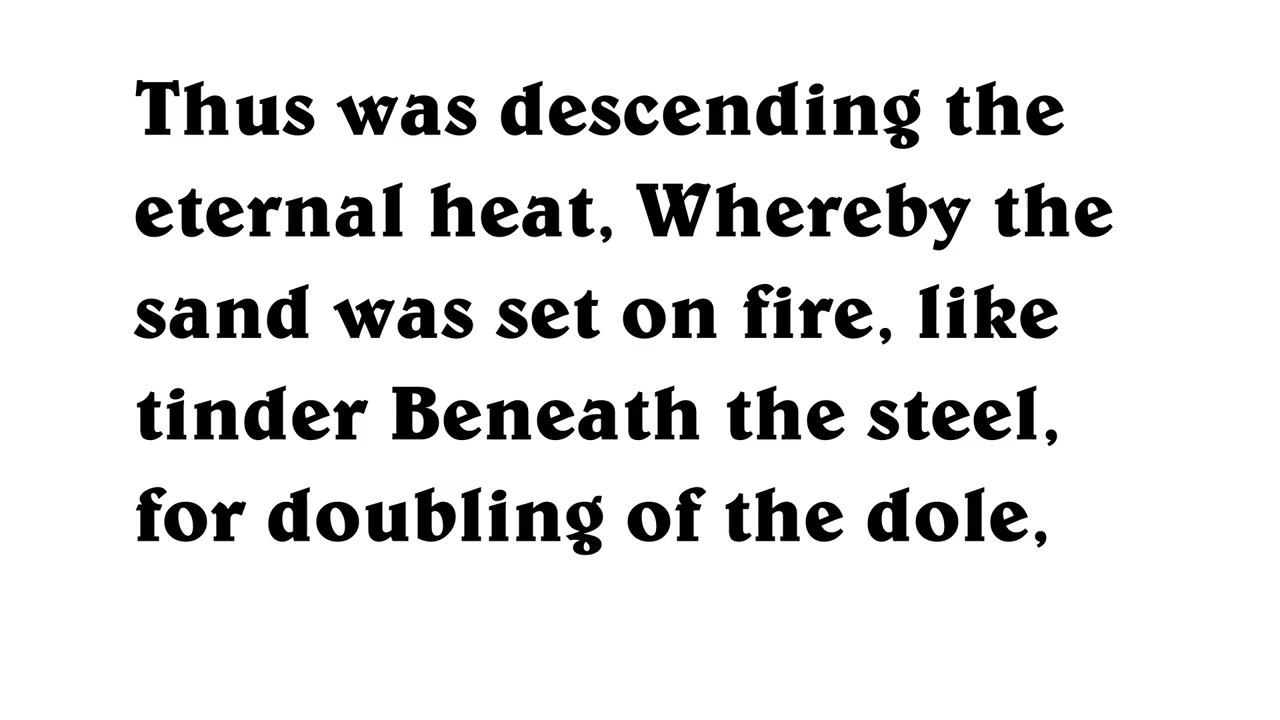 Thus was descending the
eternal heat, Whereby the
sand was set on fire, like
tinder Beneath the steel,
for doubling of the dole,